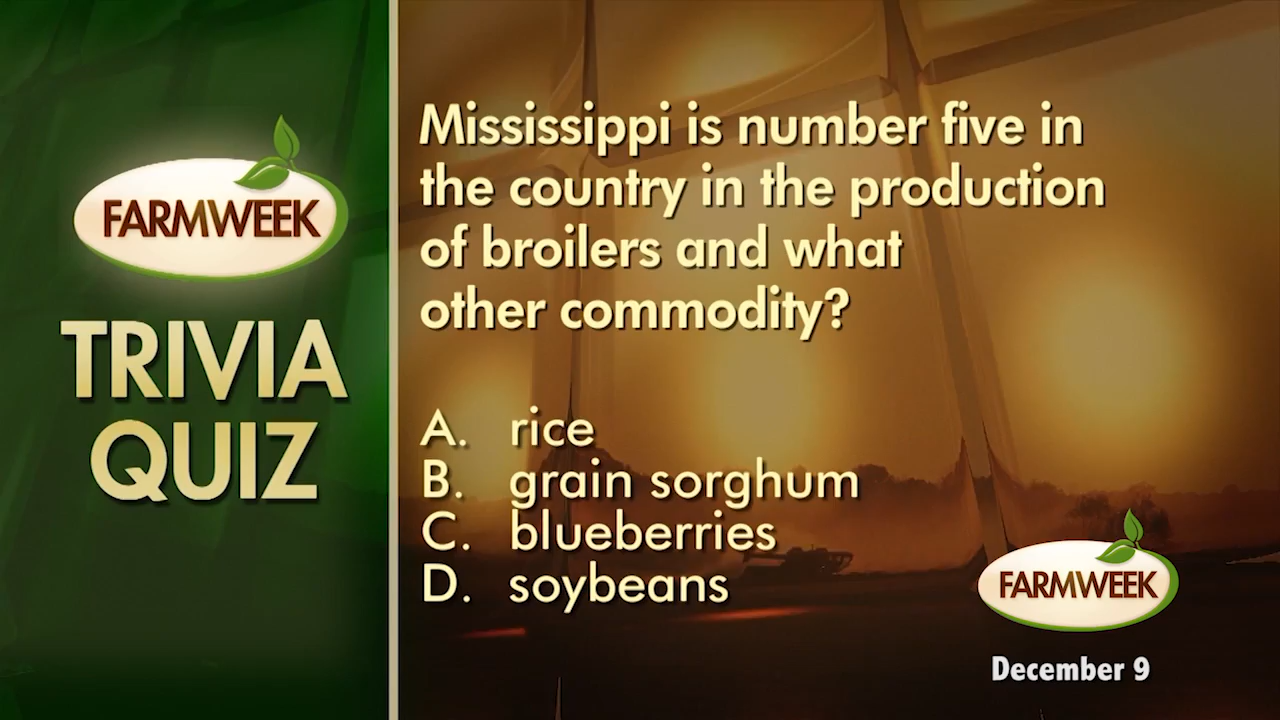 FARMWEEK
TRIVIA
QUIZ
Mississippi is number five in
the country in the production
of broilers and what
other commodity?
A. rice
B. grain sorghum
C. blueberries
D. soybeans
FARMWEEK
December 9